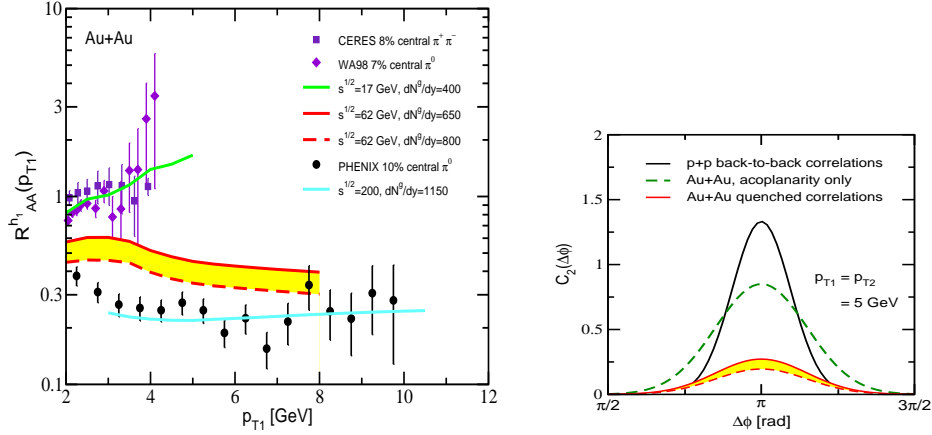 Au+Au
CERES 8% central π⁺ π⁻
WA98 7% central π⁰
s^1/2=17 GeV, dN^g/dy=400
s^1/2=62 GeV, dN^g/dy=650
s^1/2=62 GeV, dN^g/dy=800
PHENIX 10% central π⁰
s^1/2=200, dN^g/dy=1150
R^h₁_AA(p_T1)
10
3
1
0.3
0.1
2 4 6 8 10 12
p_T1 [GeV]
p+p back-to-back correlations
Au+Au, acoplanarity only
Au+Au quenched correlations
p_T1 = p_T2
= 5 GeV
C₂(Δϕ)
2
1.5
1
0.5
0
π/2 π 3π/2
Δϕ [rad]